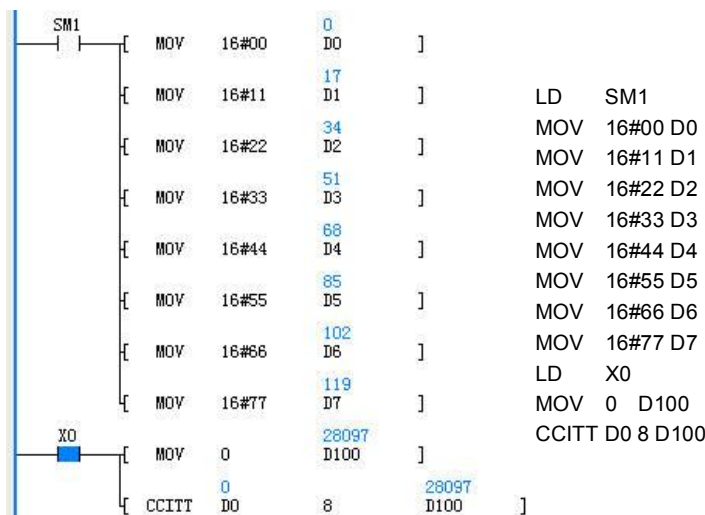 SM1
0
[ MOV 16#00 D0 ]
17
[ MOV 16#11 D1 ]
34
[ MOV 16#22 D2 ]
51
[ MOV 16#33 D3 ]
68
[ MOV 16#44 D4 ]
85
[ MOV 16#55 D5 ]
102
[ MOV 16#66 D6 ]
119
[ MOV 16#77 D7 ]
X0
28097
[ MOV 0 D100 ]
0 28097
[ CCITT D0 8 D100 ]
LD SM1
MOV 16#00 D0
MOV 16#11 D1
MOV 16#22 D2
MOV 16#33 D3
MOV 16#44 D4
MOV 16#55 D5
MOV 16#66 D6
MOV 16#77 D7
LD X0
MOV 0 D100
CCITT D0 8 D100